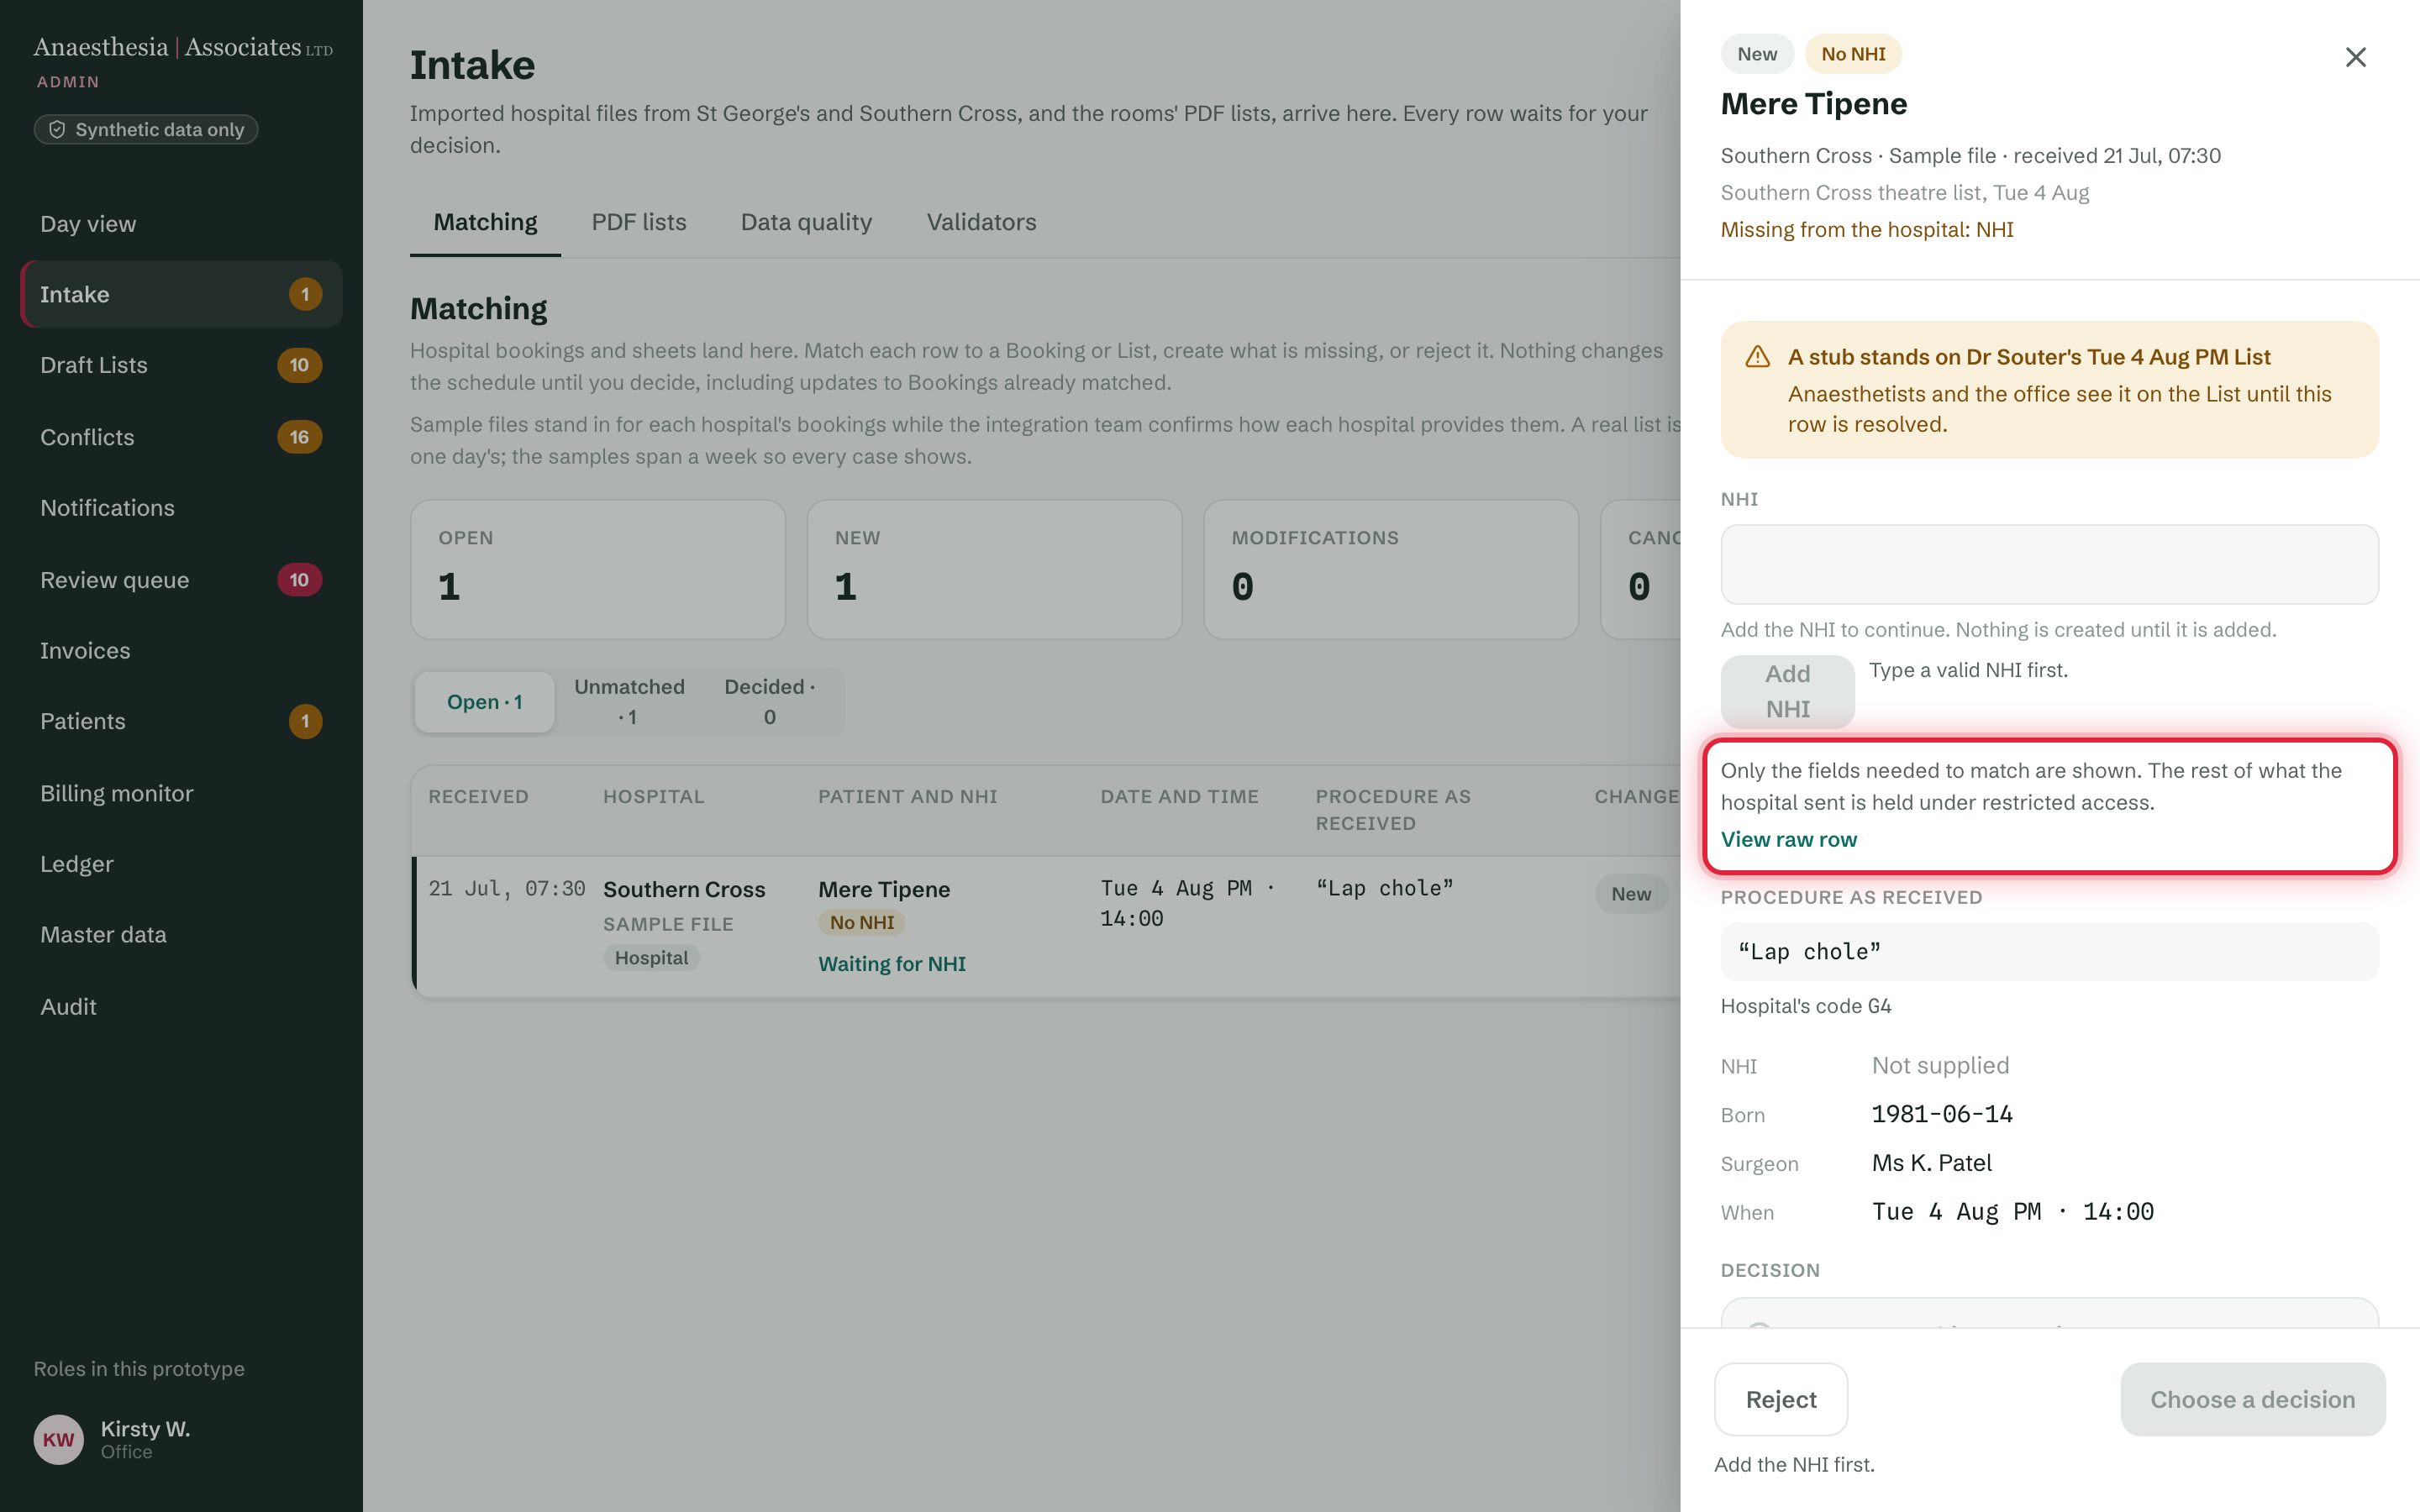 Anaesthesia | Associates LTD
ADMIN
Synthetic data only
Day view
Intake 1
Draft Lists 10
Conflicts 16
Notifications
Review queue 10
Invoices
Patients 1
Billing monitor
Ledger
Master data
Audit
Roles in this prototype
KW
Kirsty W.
Office
Intake
Imported hospital files from St George's and Southern Cross, and the rooms' PDF lists, arrive here. Every row waits for your
decision.
Matching PDF lists Data quality Validators
Matching
Hospital bookings and sheets land here. Match each row to a Booking or List, create what is missing, or reject it. Nothing changes
the schedule until you decide, including updates to Bookings already matched.
Sample files stand in for each hospital's bookings while the integration team confirms how each hospital provides them. A real list is
one day's; the samples span a week so every case shows.
OPEN
1
NEW
1
MODIFICATIONS
0
CANC
0
Open · 1
Unmatched
· 1
Decided ·
0
RECEIVED HOSPITAL PATIENT AND NHI DATE AND TIME PROCEDURE AS CHANGE
RECEIVED
21 Jul, 07:30
Southern Cross
SAMPLE FILE
Hospital
Mere Tipene
No NHI
Waiting for NHI
Tue 4 Aug PM ·
14:00
“Lap chole”
New
New No NHI
Mere Tipene
Southern Cross · Sample file · received 21 Jul, 07:30
Southern Cross theatre list, Tue 4 Aug
Missing from the hospital: NHI
A stub stands on Dr Souter's Tue 4 Aug PM List
Anaesthetists and the office see it on the List until this
row is resolved.
NHI
Add the NHI to continue. Nothing is created until it is added.
Add
NHI
Type a valid NHI first.
Only the fields needed to match are shown. The rest of what the
hospital sent is held under restricted access.
View raw row
PROCEDURE AS RECEIVED
“Lap chole”
Hospital's code G4
NHI Not supplied
Born 1981-06-14
Surgeon Ms K. Patel
When Tue 4 Aug PM · 14:00
DECISION
Reject
Choose a decision
Add the NHI first.